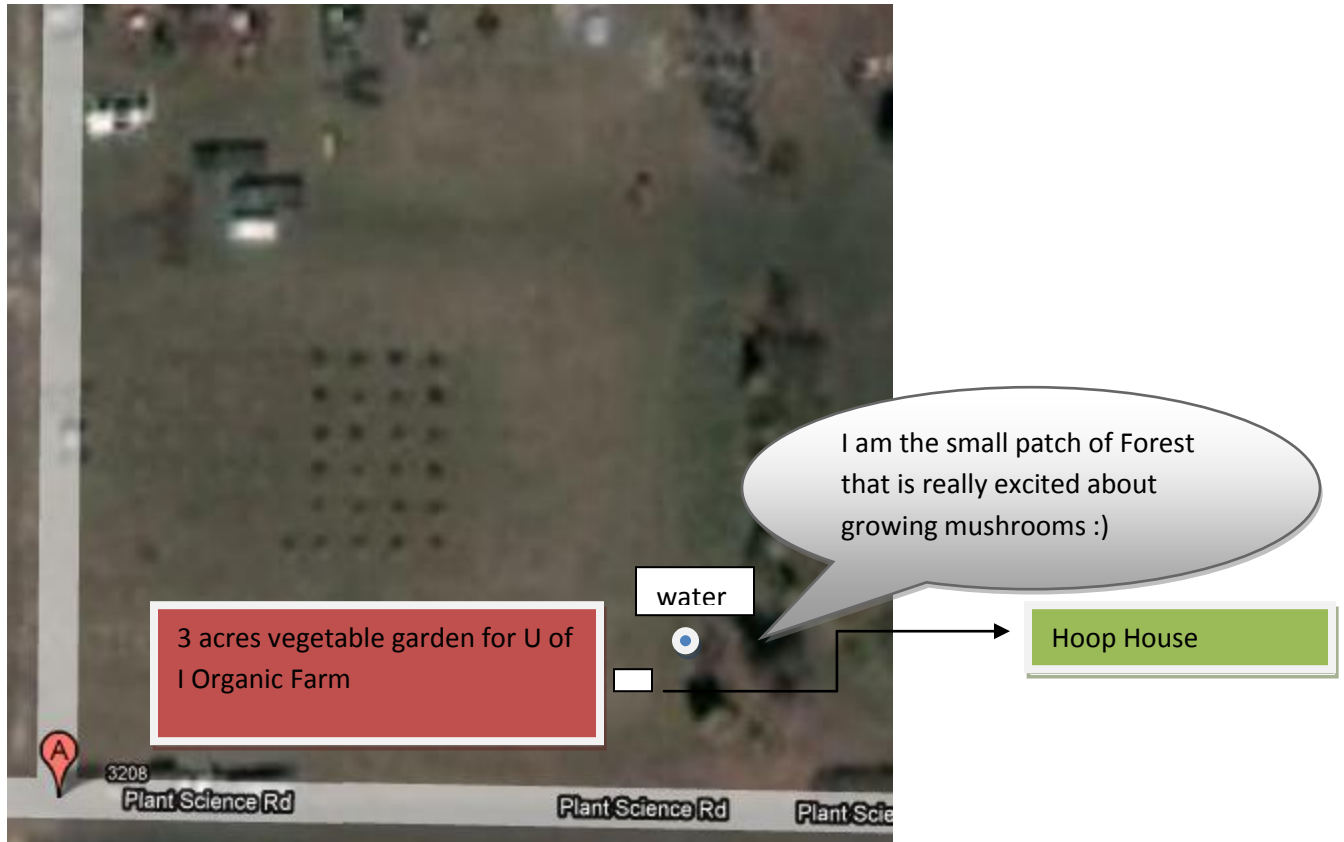 I am the small patch of Forest
that is really excited about
growing mushrooms :)
water
3 acres vegetable garden for U of
I Organic Farm
Hoop House
A
3208
Plant Science Rd
Plant Science Rd
Plant Scie